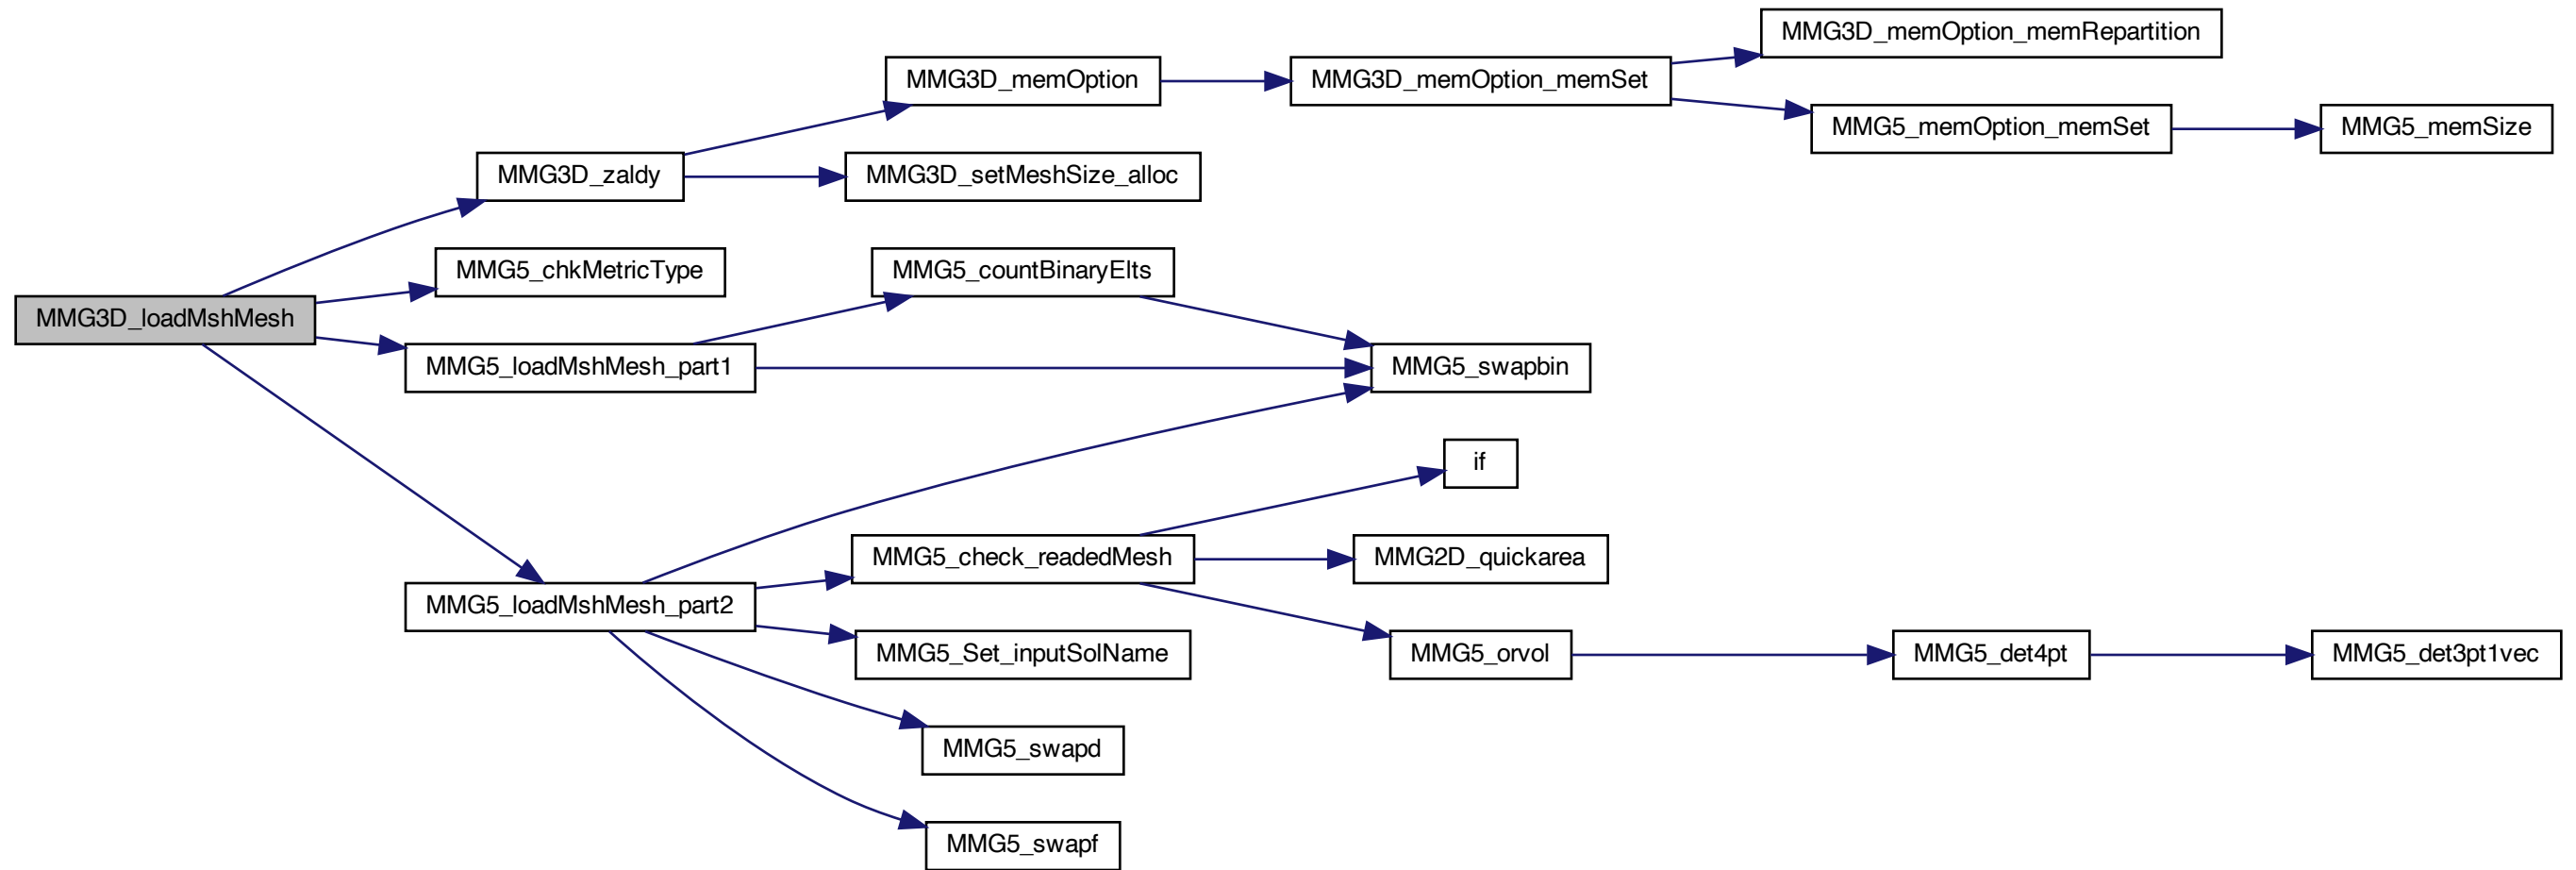 MMG3D_memOption_memRepartition
MMG3D_memOption
MMG3D_memOption_memSet
MMG5_memOption_memSet
MMG5_memSize
MMG3D_zaldy
MMG3D_setMeshSize_alloc
MMG5_chkMetricType
MMG5_countBinaryElts
MMG3D_loadMshMesh
MMG5_loadMshMesh_part1
MMG5_swapbin
if
MMG5_check_readedMesh
MMG2D_quickarea
MMG5_loadMshMesh_part2
MMG5_Set_inputSolName
MMG5_orvol
MMG5_det4pt
MMG5_det3pt1vec
MMG5_swapd
MMG5_swapf